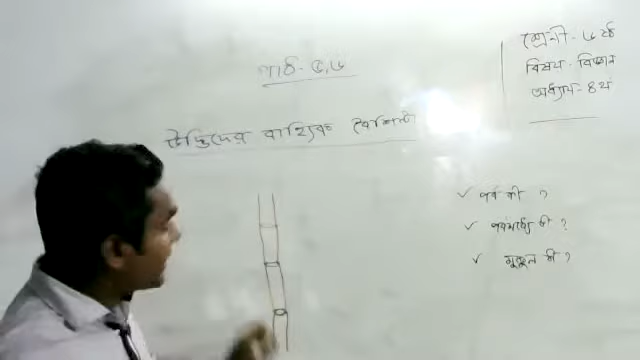 শ্রেণী - ৬ষ্ঠ
বিষয় - বিজ্ঞান
অধ্যায় - ৪র্থ
পাঠ - ৫,৬
উদ্ভিদের বাহ্যিক বৈশিষ্ট্য
✓ পর্ব কী ?
✓ পর্বমধ্য কী ?
✓ মুকুল কী ?